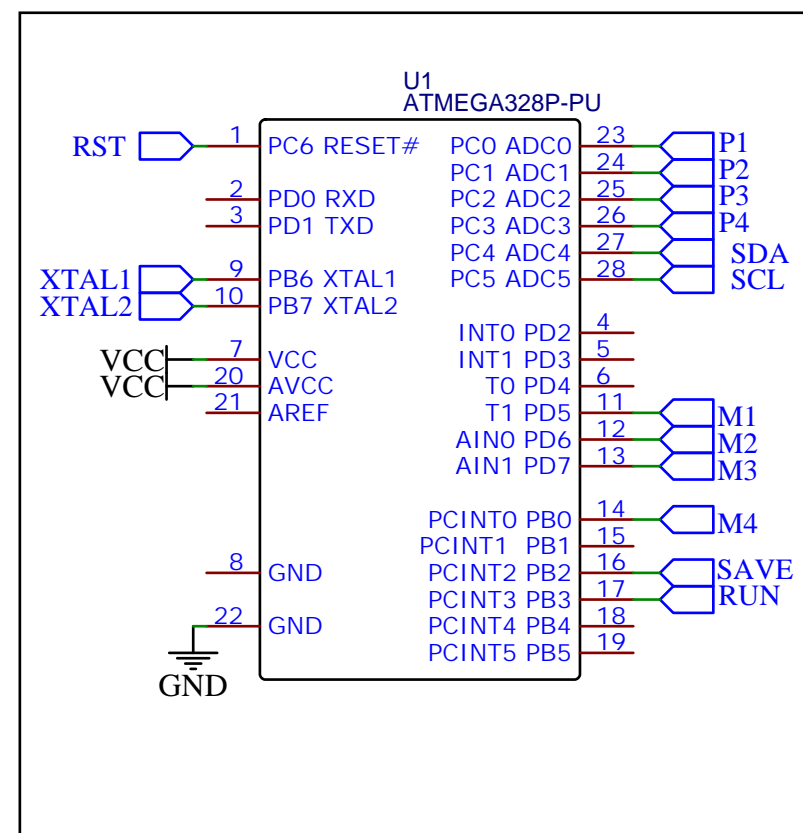 U1
ATMEGA328P-PU
RST 1 PC6 RESET# PC0 ADC0 23 P1
PC1 ADC1 24 P2
2 PD0 RXD PC2 ADC2 25 P3
3 PD1 TXD PC3 ADC3 26 P4
PC4 ADC4 27 SDA
XTAL1 9 PB6 XTAL1 PC5 ADC5 28 SCL
XTAL2 10 PB7 XTAL2
INT0 PD2 4
VCC 7 VCC INT1 PD3 5
VCC 20 AVCC T0 PD4 6
21 AREF T1 PD5 11 M1
AIN0 PD6 12 M2
AIN1 PD7 13 M3
PCINT0 PB0 14 M4
PCINT1 PB1 15
8 GND PCINT2 PB2 16 SAVE
PCINT3 PB3 17 RUN
22 GND PCINT4 PB4 18
PCINT5 PB5 19
GND